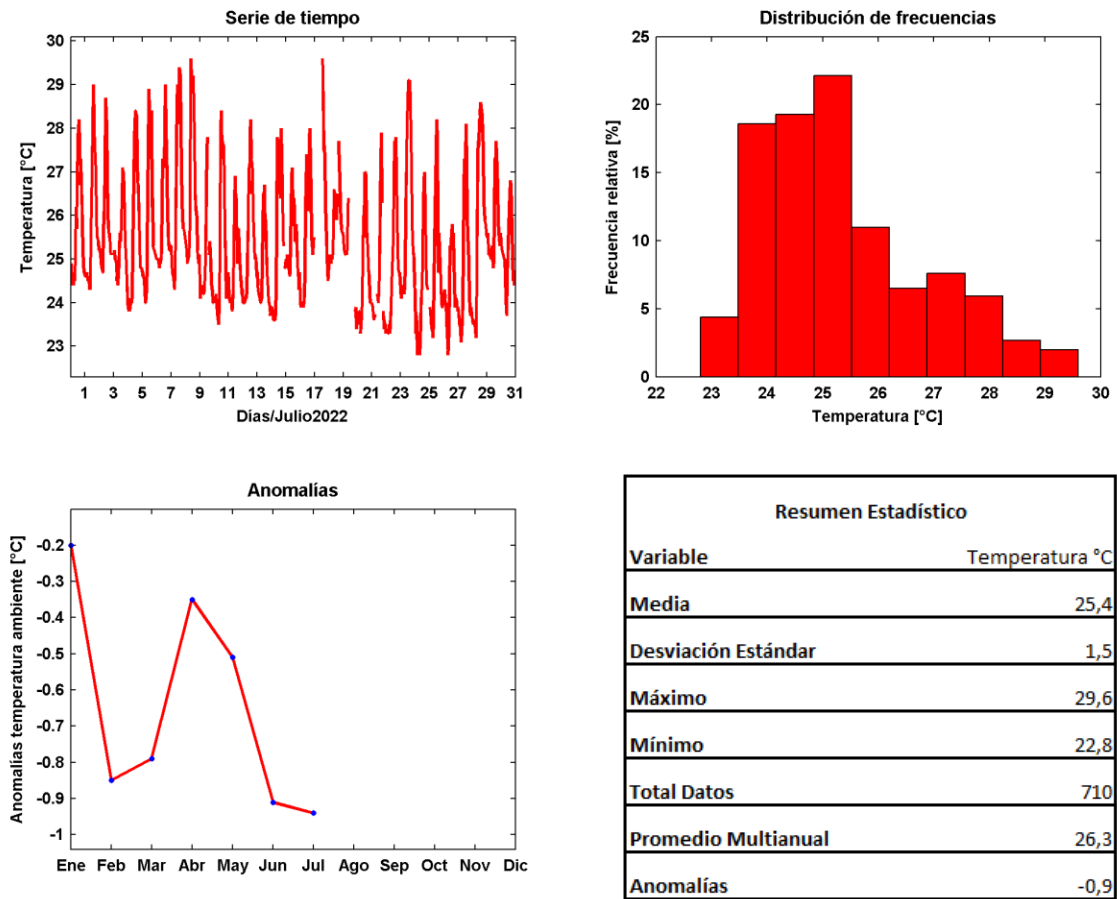 Serie de tiempo
Temperatura [°C]
30
29
28
27
26
25
24
23
1 3 5 7 9 11 13 15 17 19 21 23 25 27 29 31
Días/Julio2022
Distribución de frecuencias
Frecuencia relativa [%]
25
20
15
10
5
0
22 23 24 25 26 27 28 29 30
Temperatura [°C]
Anomalías
Anomalías temperatura ambiente [°C]
-0.2
-0.3
-0.4
-0.5
-0.6
-0.7
-0.8
-0.9
-1
Ene Feb Mar Abr May Jun Jul Ago Sep Oct Nov Dic
Resumen Estadístico
Variable Temperatura °C
Media 25,4
Desviación Estándar 1,5
Máximo 29,6
Mínimo 22,8
Total Datos 710
Promedio Multianual 26,3
Anomalías -0,9